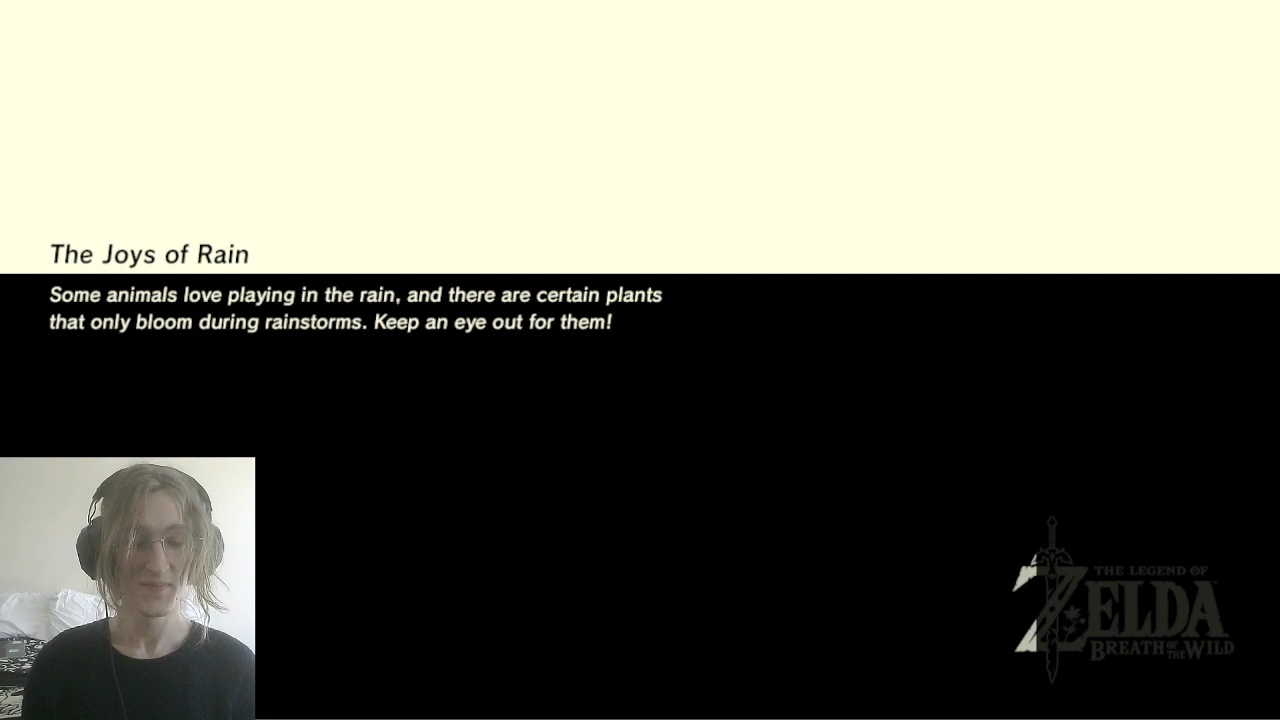 The Joys of Rain
Some animals love playing in the rain, and there are certain plants
that only bloom during rainstorms. Keep an eye out for them!
THE LEGEND OF
ZELDA
BREATH OF THE WILD